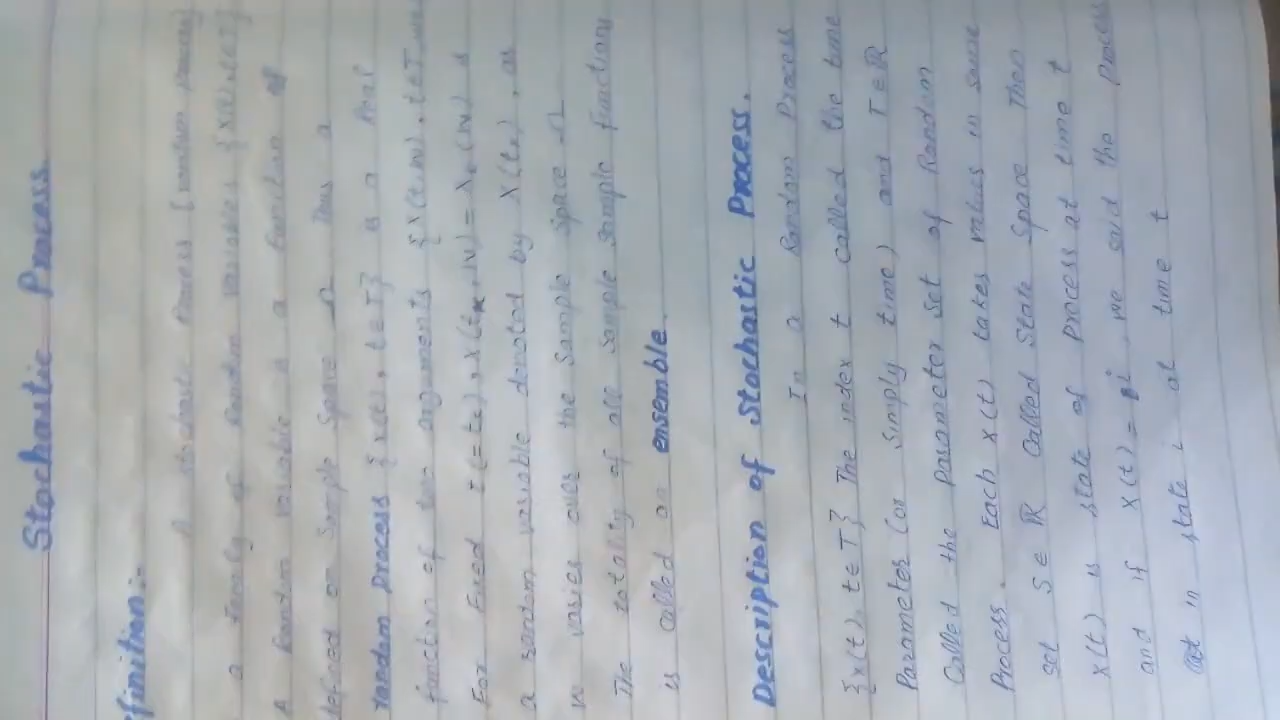 Stochastic Process
finition:-
A stochastic Process {random process}
a family of Random variables {X(t), t∈T}
A Random variable is a function of
defined on Sample Space Ω Thus a
random process {X(t), t∈T} is a Real
function of two arguments {X(t,w), t∈T
For Fixed t(=tk), X(tk,w) = Xk(w) is
a random variable denoted by X(tk), as
w varies over the Sample Space Ω
The totality of all sample sample functions
is called an ensemble.
Description of Stochastic Process.
In a Random Process
{X(t), t∈T} The index t called the time
Parameter (or simply time) and T∈R
Called the parameter set of Random
Process. Each X(t) takes values in some
set S∈R Called State Space Then
X(t) is state of process at time t
and if X(t) = i we said the process
at in state i at time t